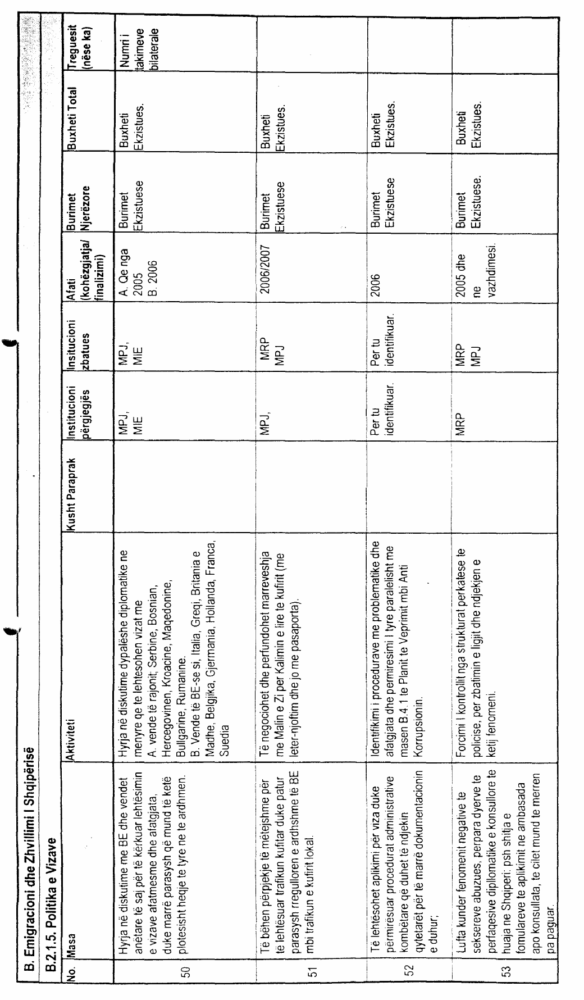 B. Emigracioni dhe Zhvillimi I Shqipërisë
B.2.1.5. Politika e Vizave
No.
Masa
Aktiviteti
Kusht Paraprak
Institucioni
përgjegjës
Insitucioni
zbatues
Afati
(kohëzgjatja/
finalizimi)
Burimet
Njerëzore
Buxheti Total
Treguesit
(nëse ka)
50
Hyrja në diskutime me BE dhe vendet
anëtare të saj për të kërkuar lehtësimin
e vizave afatmesme dhe afatgjata,
duke marrë parasysh që mund të ketë
plotesisht heqje te tyre ne te ardhmen.
Hyrja në diskutime dypalëshe diplomatike ne
menyre qe te lehtesohen vizat me
A. vende të rajonit; Serbine, Bosnian,
Hercegovinen, Kroacine, Maqedonine,
Bullgarine, Rumanine.
B. Vende të BE-se si, Italia, Greqi, Britania e
Madhe, Belgjika, Gjermania, Hollanda, Franca,
Suedia
MPJ,
MIE
MPJ,
MIE
A. Qe nga
2005
B. 2006
Burimet
Ekzistuese
Buxheti
Ekzistues.
Numri i
takimeve
bilaterale
51
Të bëhen përpjekje të mëtejshme për
të lehtësuar trafikun kufitar duke patur
parasysh rregulloren e ardhshme të BE
mbi trafikun e kufirit lokal.
Të negociohet dhe perfundohet marreveshja
me Malin e Zi per Kalimin e lire te kufirit (me
leter-njoftim dhe jo me pasaporta).
MPJ,
MRP
MPJ
2006/2007
Burimet
Ekzistuese
Buxheti
Ekzistues.
52
Të lehtësohet aplikimi për viza duke
përmirësuar procedurat administrative
kombëtare që duhet të ndjekin
qytetarët për të marrë dokumentacionin
e duhur;
Identifikimi i procedurave me problematike dhe
afatgjata dhe permiresimi I tyre paralelisht me
masen B.4.1 te Planit te Veprimit mbi Anti
Korrupsionin.
Per tu
identifikuar.
Per tu
identifikuar.
2006
Burimet
Ekzistuese
Buxheti
Ekzistues.
53
Lufta kunder fenomenit negative te
seksereve abuzues, perpara dyerve te
perfaqesive dipllomatike e konsullore te
huaja ne Shqiperi: psh shitja e
fomulareve te aplikimit ne ambasada
apo konsullata, te cilet mund te merren
pa paguar.
Forcimi I kontrollit nga strukturat perkatese te
policise, per zbatimin e ligjit dhe ndjekjen e
ketij fenomeni.
MRP
MRP
MPJ
2005 dhe
ne
vazhdimesi.
Burimet
Ekzistuese.
Buxheti
Ekzistues.